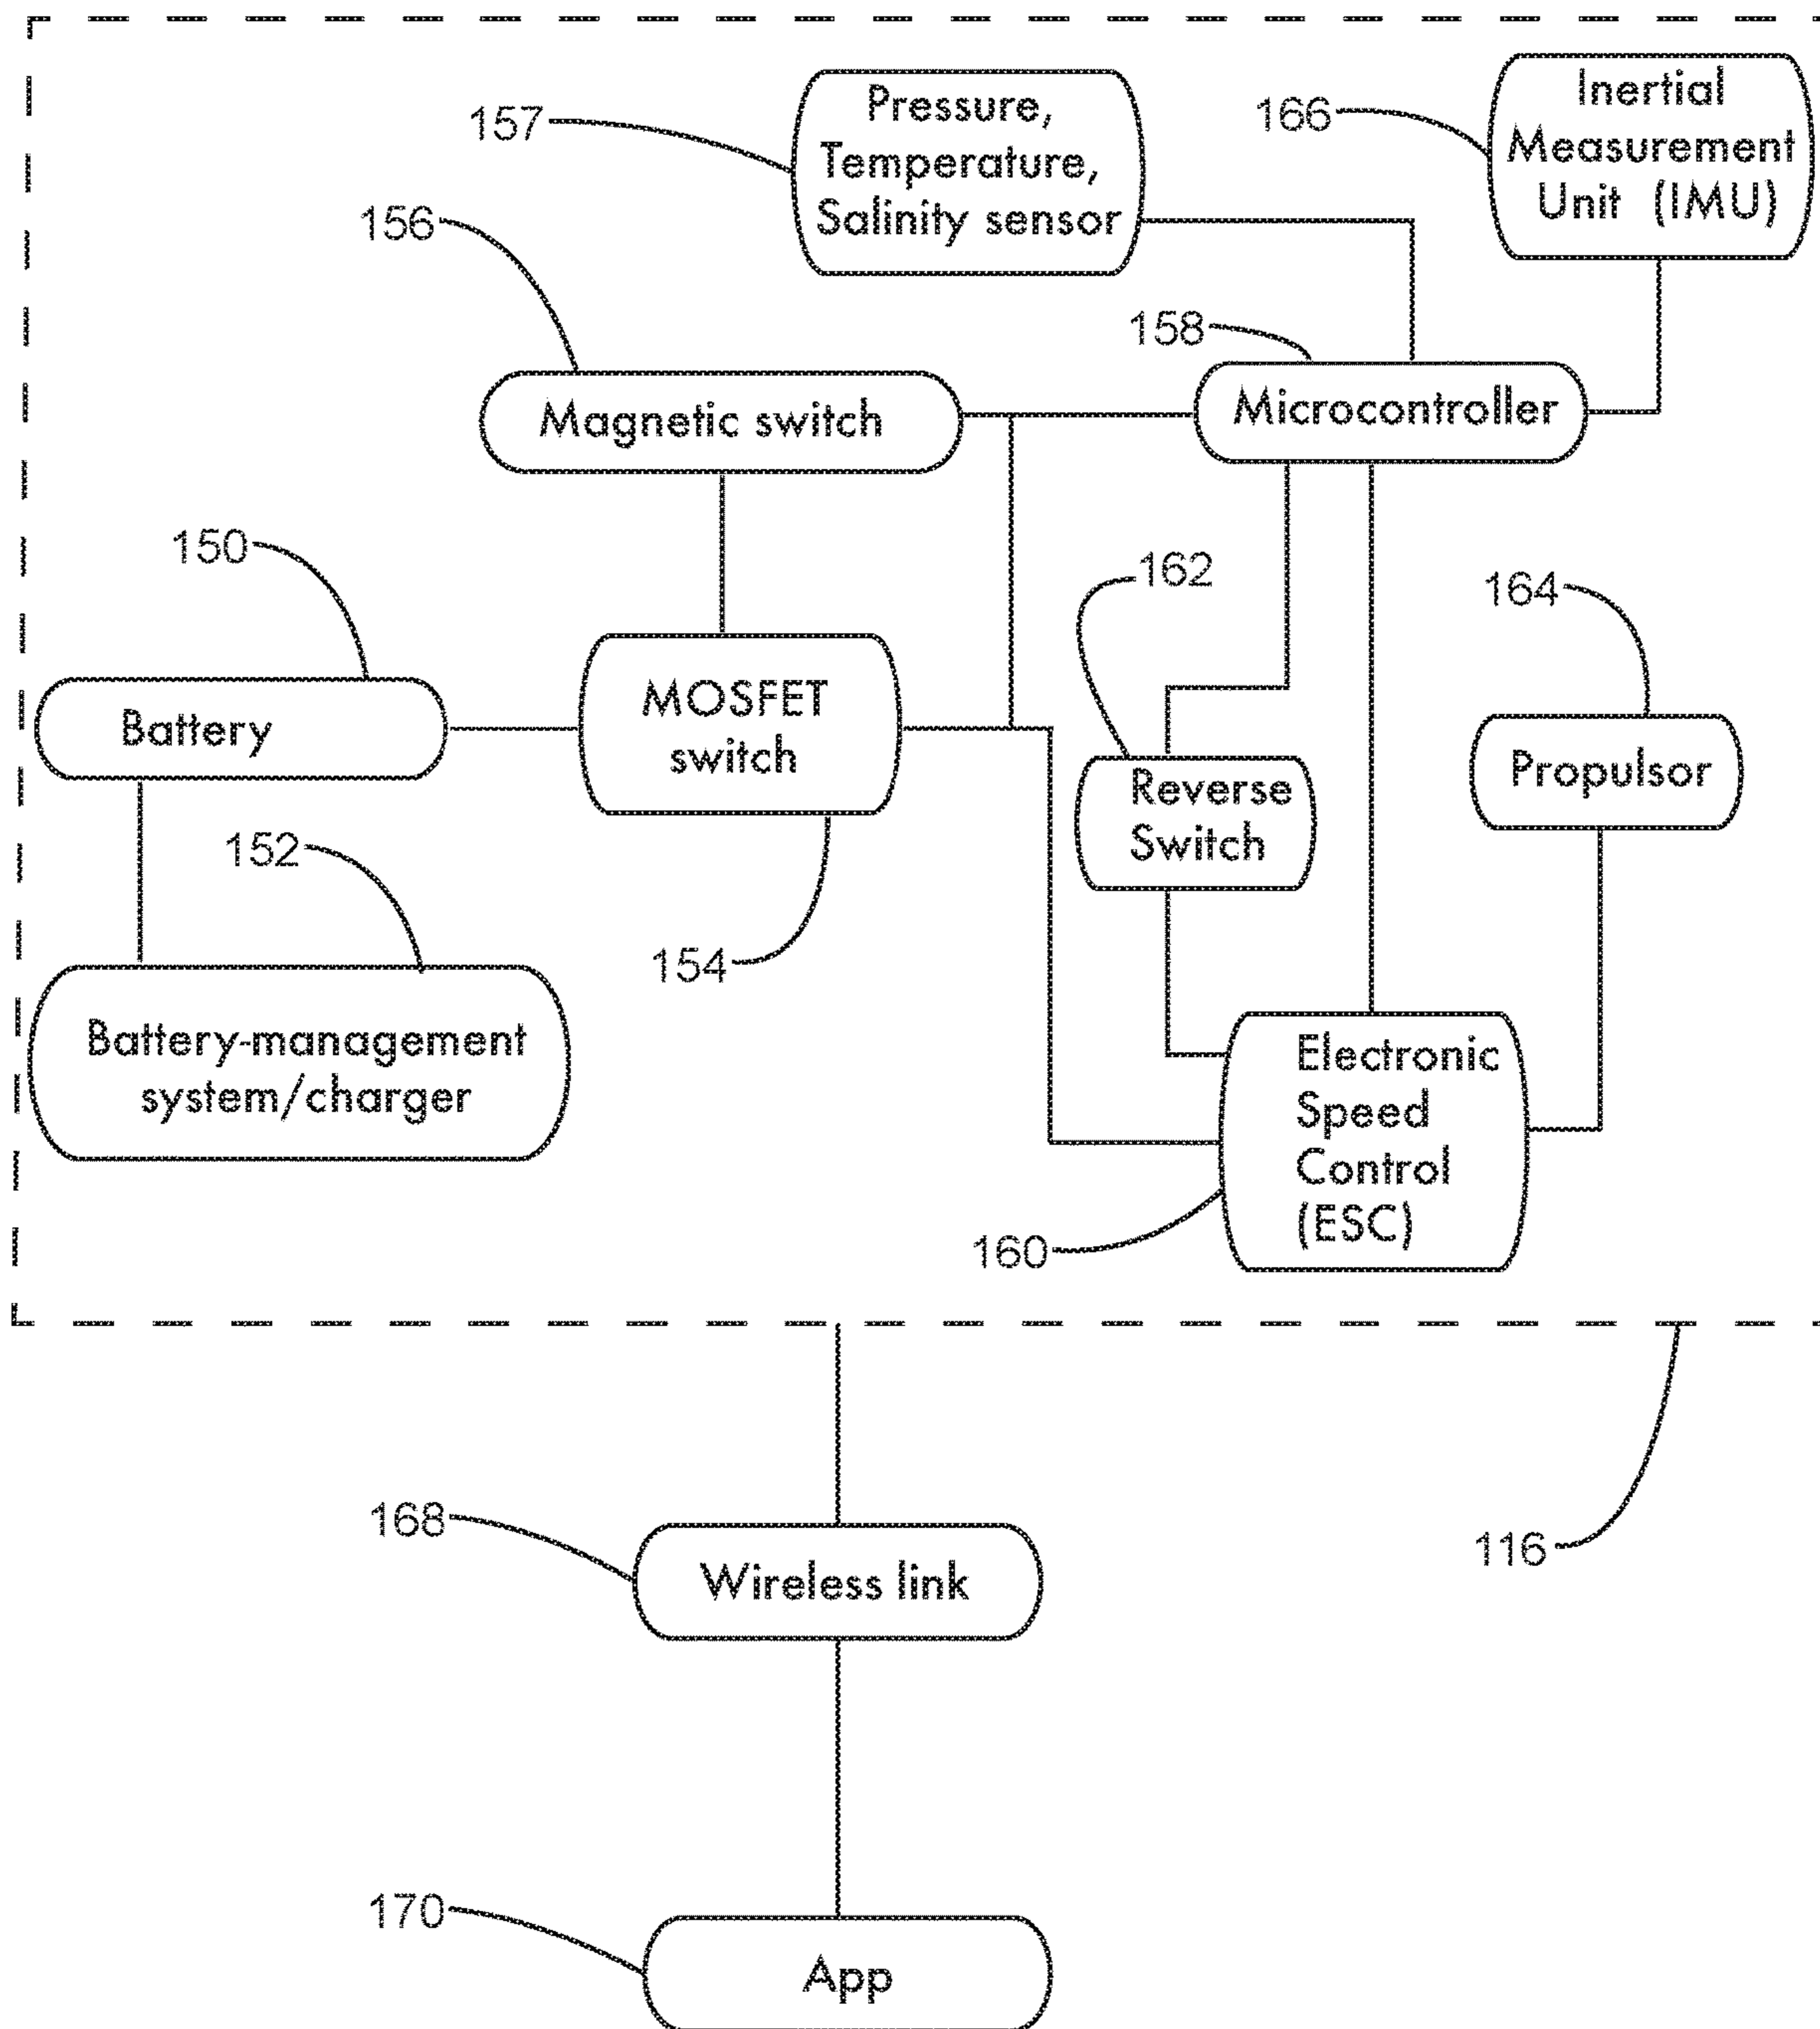 157
Pressure,
Temperature,
Salinity sensor
166
Inertial
Measurement
Unit (IMU)
156
Magnetic switch
158
Microcontroller
150
Battery
MOSFET
switch
162
Reverse
Switch
164
Propulsor
152
Battery-management
system/charger
154
Electronic
Speed
Control
(ESC)
160
168
Wireless link
116
170
App